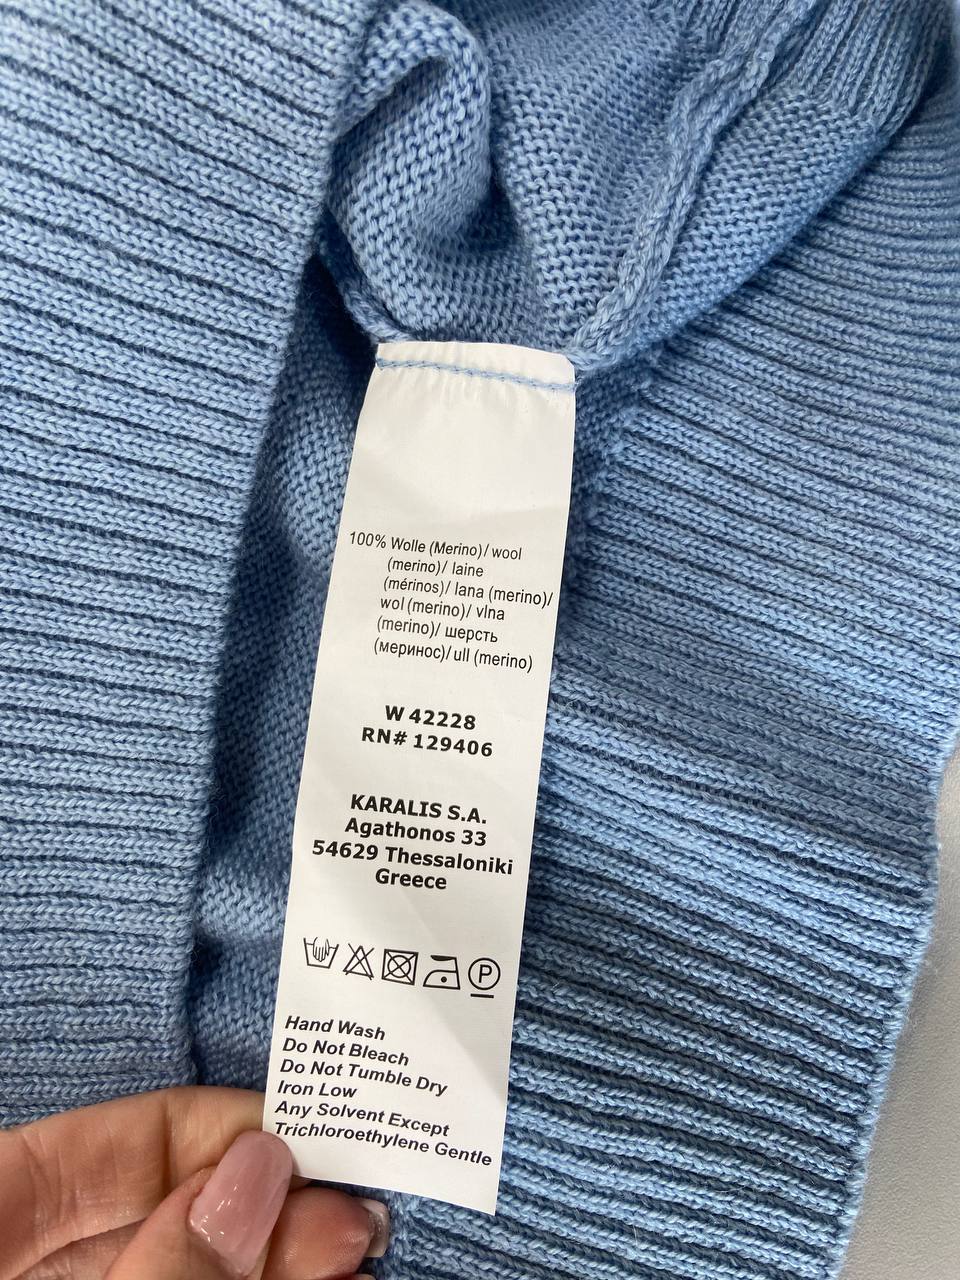 100% Wolle (Merino)/ wool
(merino)/ laine
(mérinos)/ lana (merino)/
wol (merino)/ vlna
(merino)/ шерсть
(меринос)/ ull (merino)
W 42228
RN# 129406
KARALIS S.A.
Agathonos 33
54629 Thessaloniki
Greece
P
Hand Wash
Do Not Bleach
Do Not Tumble Dry
Iron Low
Any Solvent Except
Trichloroethylene Gentle